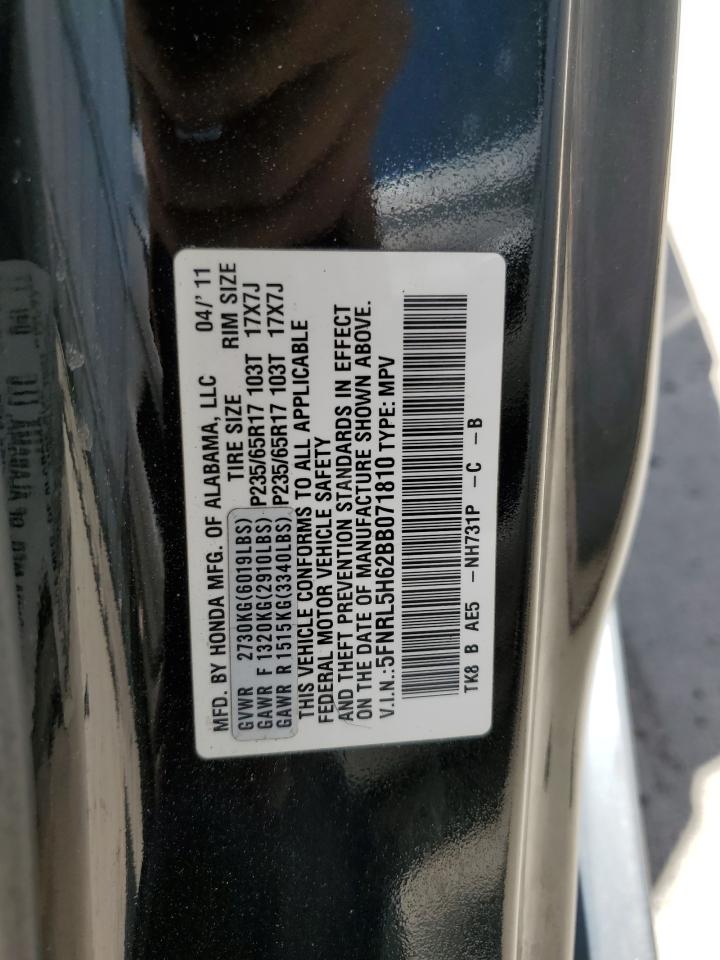 MFD. BY HONDA MFG. OF ALABAMA, LLC 04/'11
TIRE SIZE RIM SIZE
GVWR 2730KG(6019LBS)
GAWR F 1320KG(2910LBS) P235/65R17 103T 17X7J
GAWR R 1515KG(3340LBS) P235/65R17 103T 17X7J
THIS VEHICLE CONFORMS TO ALL APPLICABLE
FEDERAL MOTOR VEHICLE SAFETY
AND THEFT PREVENTION STANDARDS IN EFFECT
ON THE DATE OF MANUFACTURE SHOWN ABOVE.
V.I.N.:5FNRL5H62BB071810 TYPE: MPV
TK8 B AE5 -NH731P -C -B